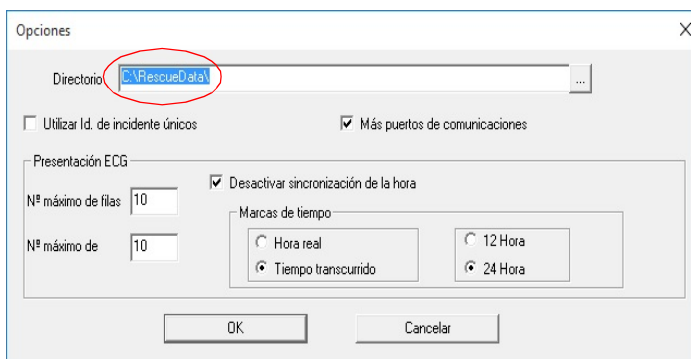 Opciones
Directorio C:\RescueData\ ...
Utilizar Id. de incidente únicos Más puertos de comunicaciones
Presentación ECG
Desactivar sincronización de la hora
Nº máximo de filas 10
Marcas de tiempo
Nº máximo de 10
Hora real 12 Hora
Tiempo transcurrido 24 Hora
OK Cancelar